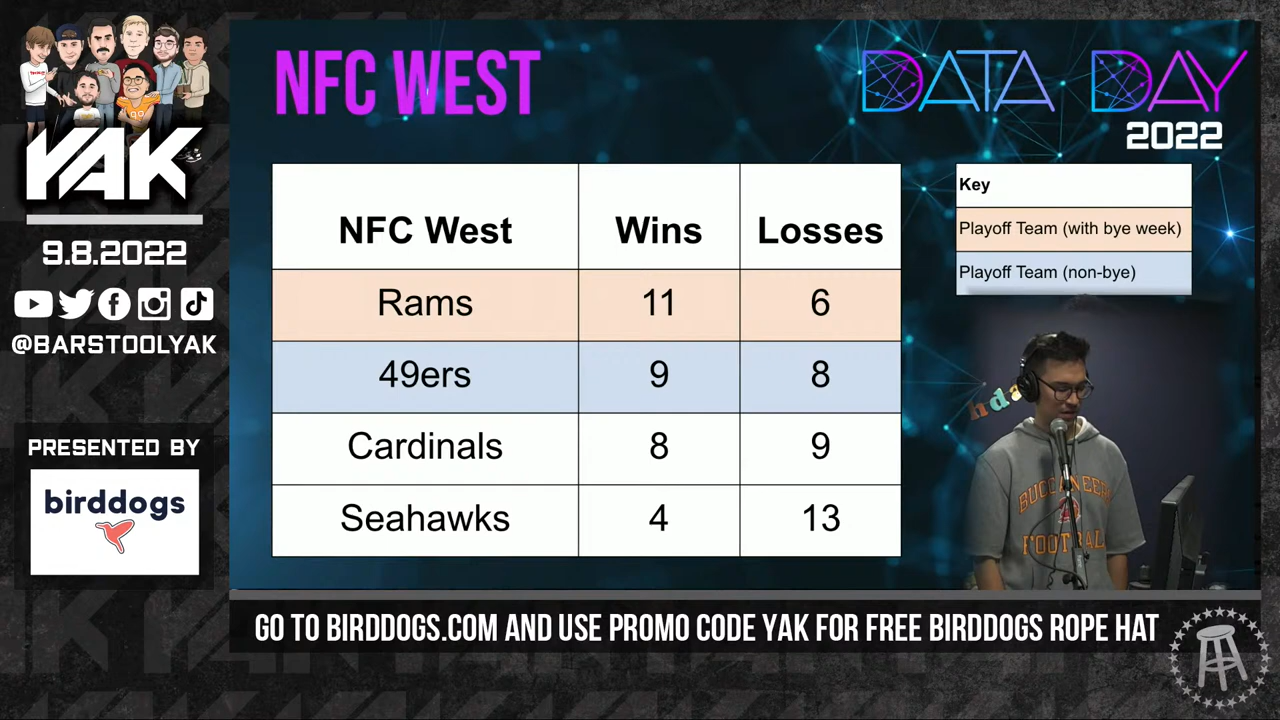 YAK
9.8.2022
@BARSTOOLYAK
PRESENTED BY
birddogs
NFC WEST
DATA DAY
2022
NFC West Wins Losses
Rams 11 6
49ers 9 8
Cardinals 8 9
Seahawks 4 13
Key
Playoff Team (with bye week)
Playoff Team (non-bye)
hda
BUCCANEERS
FOOTBALL
GO TO BIRDDOGS.COM AND USE PROMO CODE YAK FOR FREE BIRDDOGS ROPE HAT